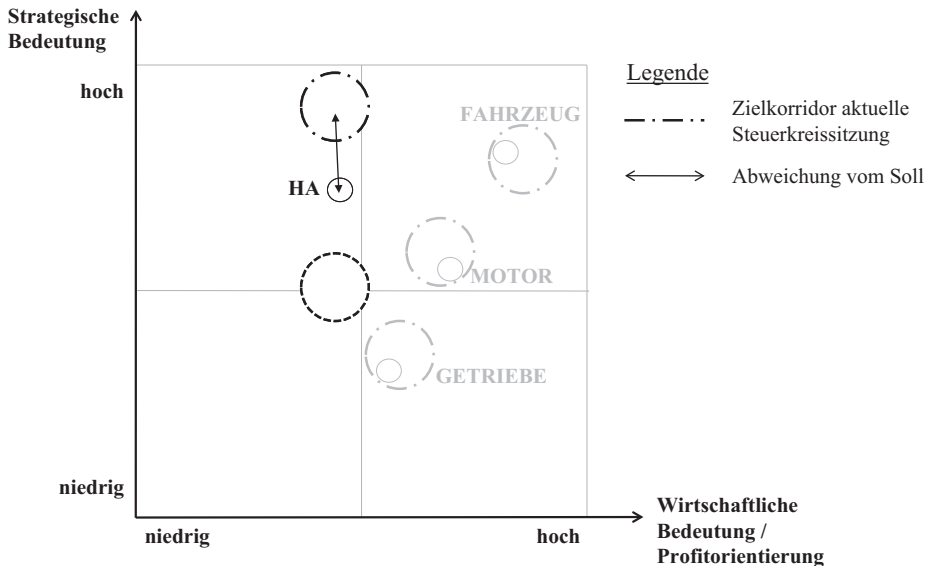 Strategische
Bedeutung
hoch
Legende
Zielkorridor aktuelle
Steuerkreissitzung
FAHRZEUG
Abweichung vom Soll
HA
MOTOR
GETRIEBE
niedrig
niedrig
hoch
Wirtschaftliche
Bedeutung /
Profitorientierung